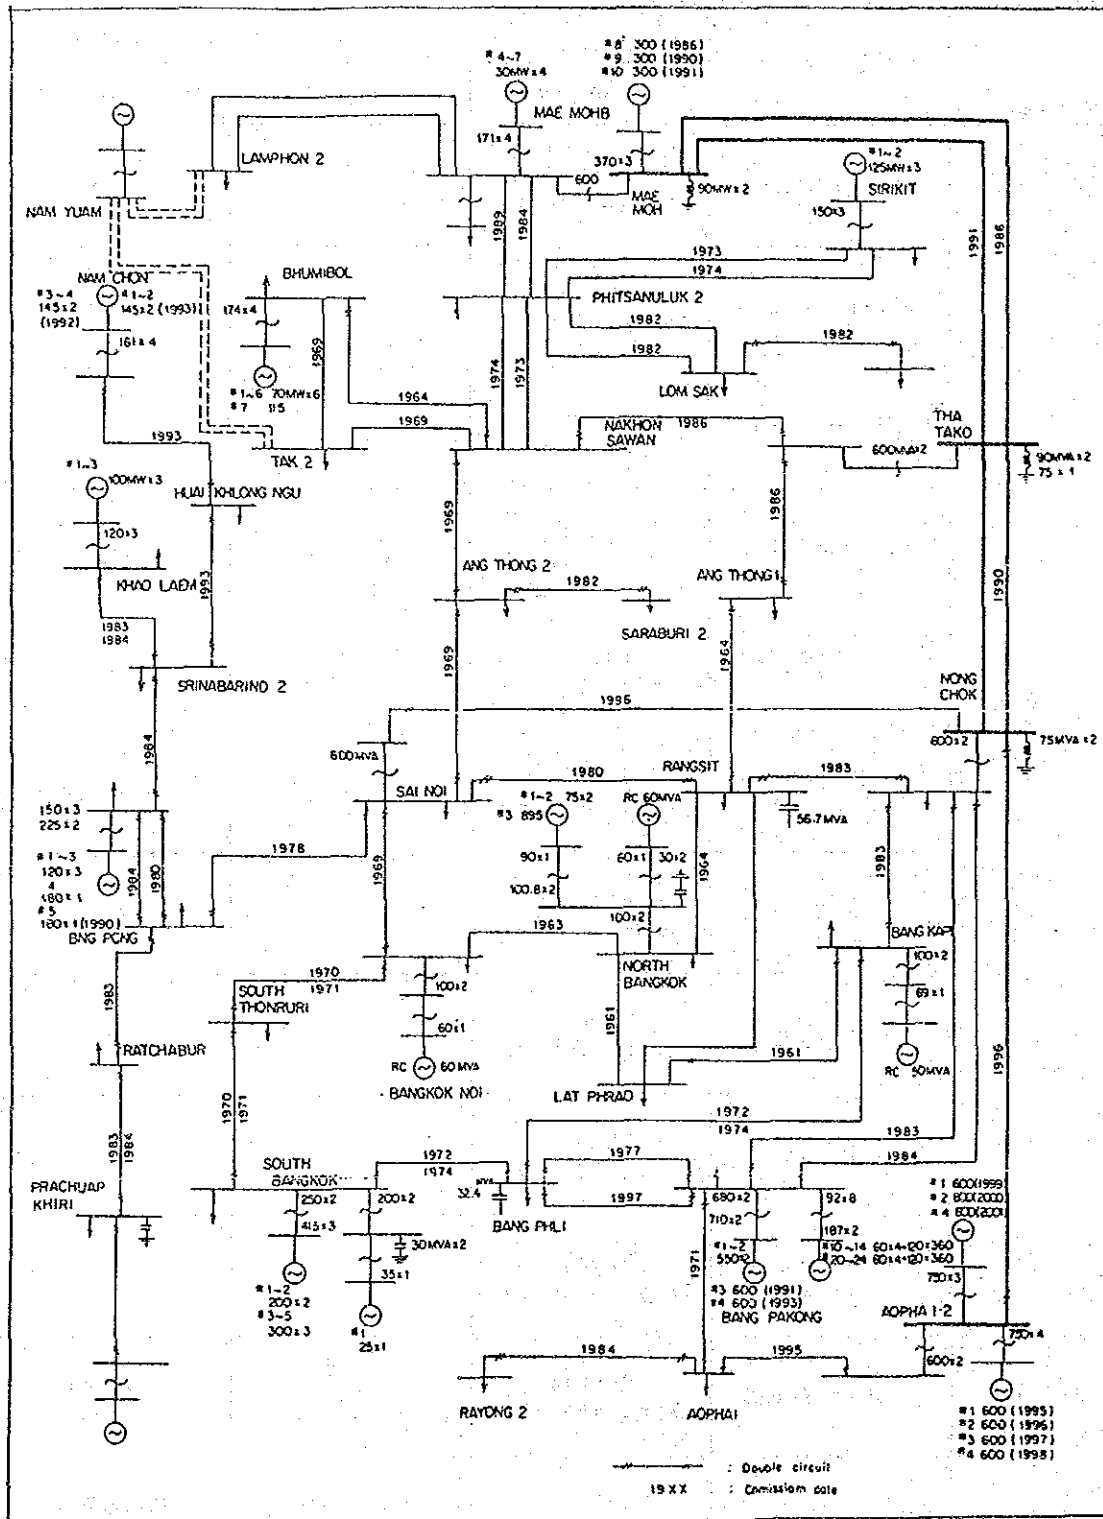 #8 300 (1986)
#9 300 (1990)
#10 300 (1991)
#4~7
30MW×4
MAE MOHB
171×4
370×3
LAMPHON 2
600
MAE
MOH
90MW×2
#1~2
125MW×3
SIRIKIT
150×3
NAM YUAM
1989
1984
1991
1986
1973
1974
NAM CHON
#3~4
145×2
(1992)
#1~2
145×2 (1993)
161×4
BHUMIBOL
174×4
#1~6 70MW×6
#7 115
1969
1964
1969
PHITSANULUK 2
1982
1982
1982
LOM SAK
1974
1973
NAKHON
SAWAN
1986
THA
TAKO
600MVA×2
90MVA×2
75×1
1993
TAK 2
#1~3
100MW×3
120×3
HUAI KHLONG NGU
KHAO LAEM
1993
1983
1984
SRINABARIND 2
1969
ANG THONG 2
1982
SARABURI 2
1986
ANG THONG 1
1990
1969
1964
NONG
CHOK
1996
600MVA
600×2
75MVA×2
1984
SAI NOI
1980
RANGSIT
1983
56.7MVA
150×3
225×2
#1~3
120×3
4
180×1
#5
180×1 (1990)
1984
1980
BNG PCNG
1978
1969
#1~2 75×2
#3 895
90×1
100.8×2
RC 60MVA
60×1
30×2
100×2
1964
1983
1963
NORTH
BANGKOK
BANG KAPI
100×2
69×1
RC 50MVA
1970
1971
SOUTH
THONRURI
100×2
60×1
RC 60MVA
BANGKOK NOI
1961
LAT PHRAO
1961
1983
RATCHABUR
1983
1984
PRACHUAP
KHIRI
1970
1971
1972
1974
1983
1984
1996
SOUTH
BANGKOK
1972
1974
250×2
415×3
#1~2
200×2
#3~5
300×3
200×2
30MVA×2
35×1
#1
25×1
MVA
32.4
BANG PHLI
1977
1997
680×2
710×2
92×8
187×2
#1~2
550×2
#3 600 (1991)
#4 600 (1993)
#10~14 60×4+120=360
#20~24 60×4+120=360
BANG PAKONG
1971
#1 600(1999)
#2 600(2000)
#4 600(2001)
750×3
AOPHA 1-2
750×4
600×2
#1 600 (1995)
#2 600 (1996)
#3 600 (1997)
#4 600 (1998)
1984
1995
RAYONG 2
AOPHAI
: Double circuit
19XX : Comissiom date